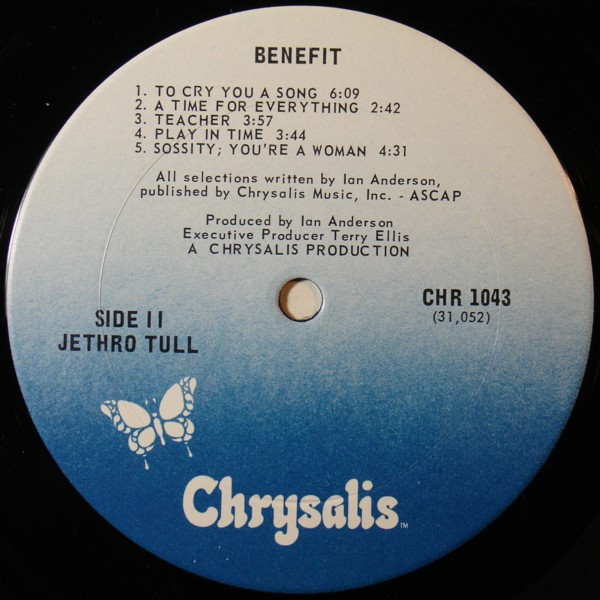 BENEFIT
1. TO CRY YOU A SONG 6:09
2. A TIME FOR EVERYTHING 2:42
3. TEACHER 3:57
4. PLAY IN TIME 3:44
5. SOSSITY; YOU'RE A WOMAN 4:31
All selections written by Ian Anderson,
published by Chrysalis Music, Inc. - ASCAP
Produced by Ian Anderson
Executive Producer Terry Ellis
A CHRYSALIS PRODUCTION
CHR 1043
(31,052)
SIDE II
JETHRO TULL
Chrysalis™